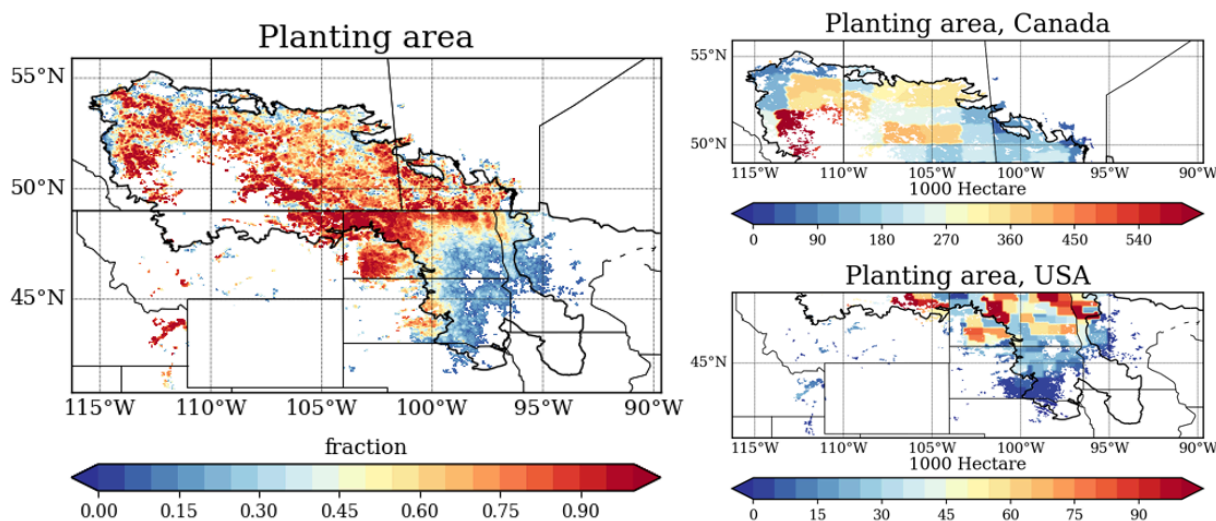 Planting area
55°N
50°N
45°N
115°W 110°W 105°W 100°W 95°W 90°W
fraction
0.00 0.15 0.30 0.45 0.60 0.75 0.90
Planting area, Canada
55°N
50°N
115°W 110°W 105°W 100°W 95°W 90°W
1000 Hectare
0 90 180 270 360 450 540
Planting area, USA
45°N
115°W 110°W 105°W 100°W 95°W 90°W
1000 Hectare
0 15 30 45 60 75 90